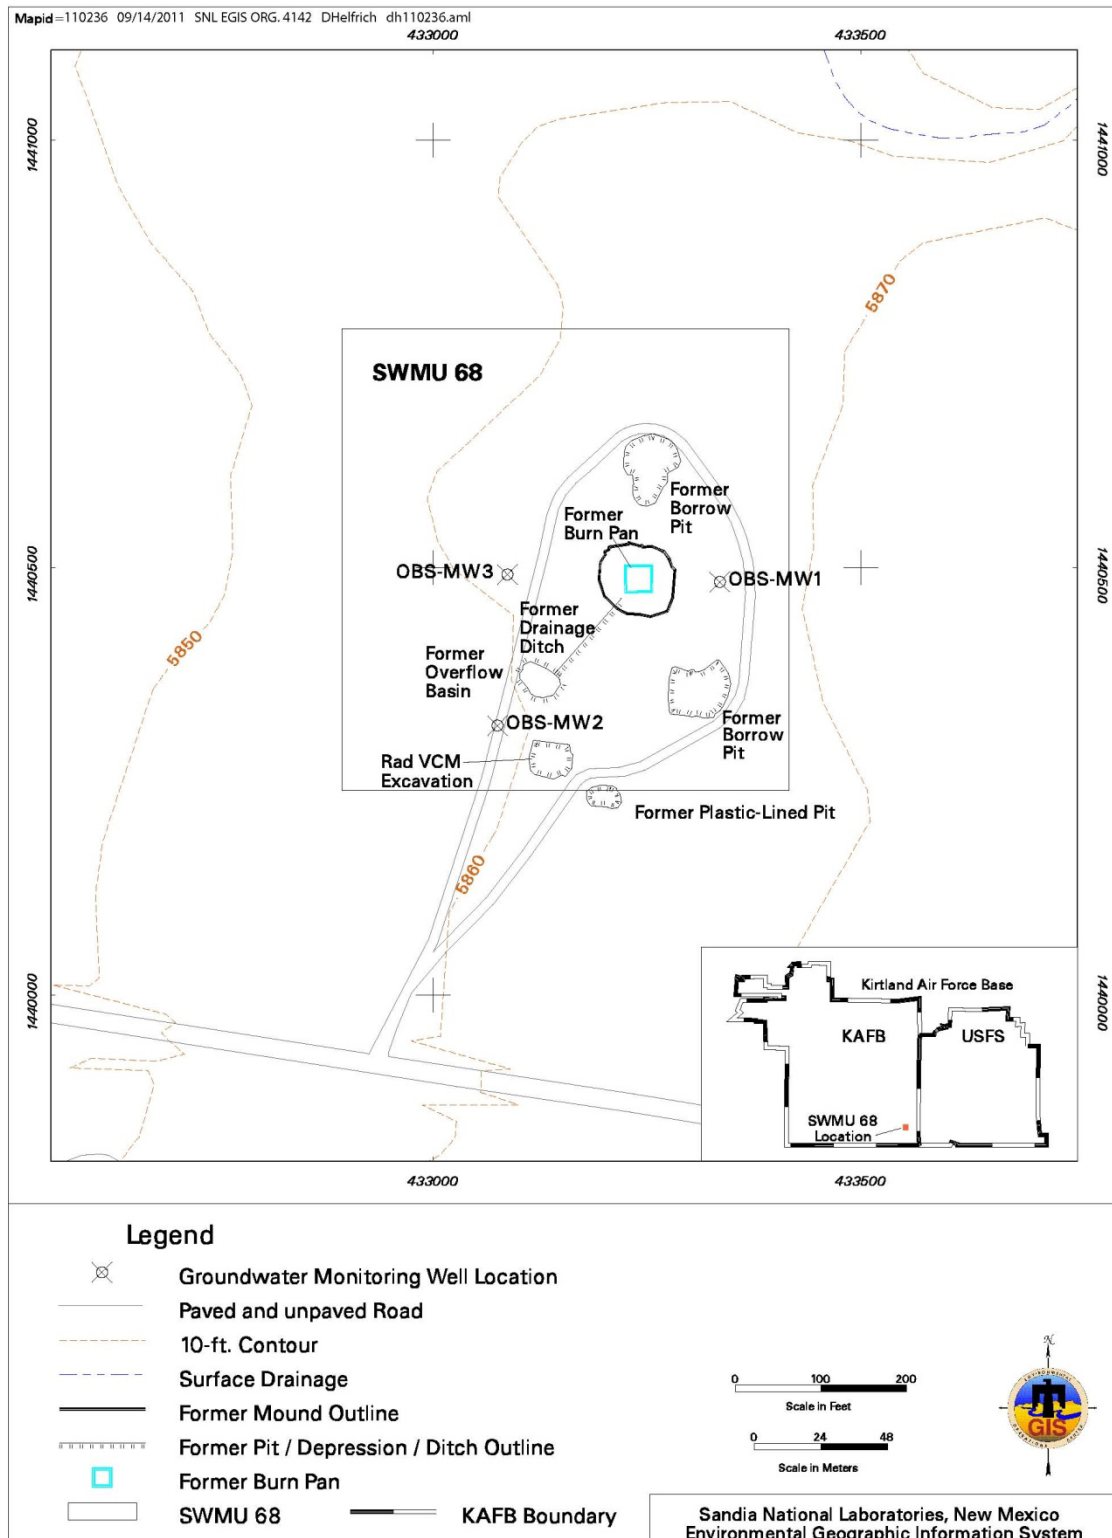 Mapid=110236 09/14/2011 SNL EGIS ORG. 4142 DHelfrich dh110236.aml
433000
433500
1441000
1441000
5870
SWMU 68
Former
Borrow
Pit
Former
Burn Pan
1440500
1440500
OBS-MW3
OBS-MW1
Former
Drainage
Ditch
5850
Former
Overflow
Basin
OBS-MW2
Former
Borrow
Pit
Rad VCM
Excavation
Former Plastic-Lined Pit
5860
1440000
1440000
Kirtland Air Force Base
KAFB
USFS
SWMU 68
Location
433000
433500
Legend
Groundwater Monitoring Well Location
Paved and unpaved Road
10-ft. Contour
Surface Drainage
Former Mound Outline
Former Pit / Depression / Ditch Outline
Former Burn Pan
SWMU 68
KAFB Boundary
0 100 200
Scale in Feet
0 24 48
Scale in Meters
N
GIS
Sandia National Laboratories, New Mexico
Environmental Geographic Information System